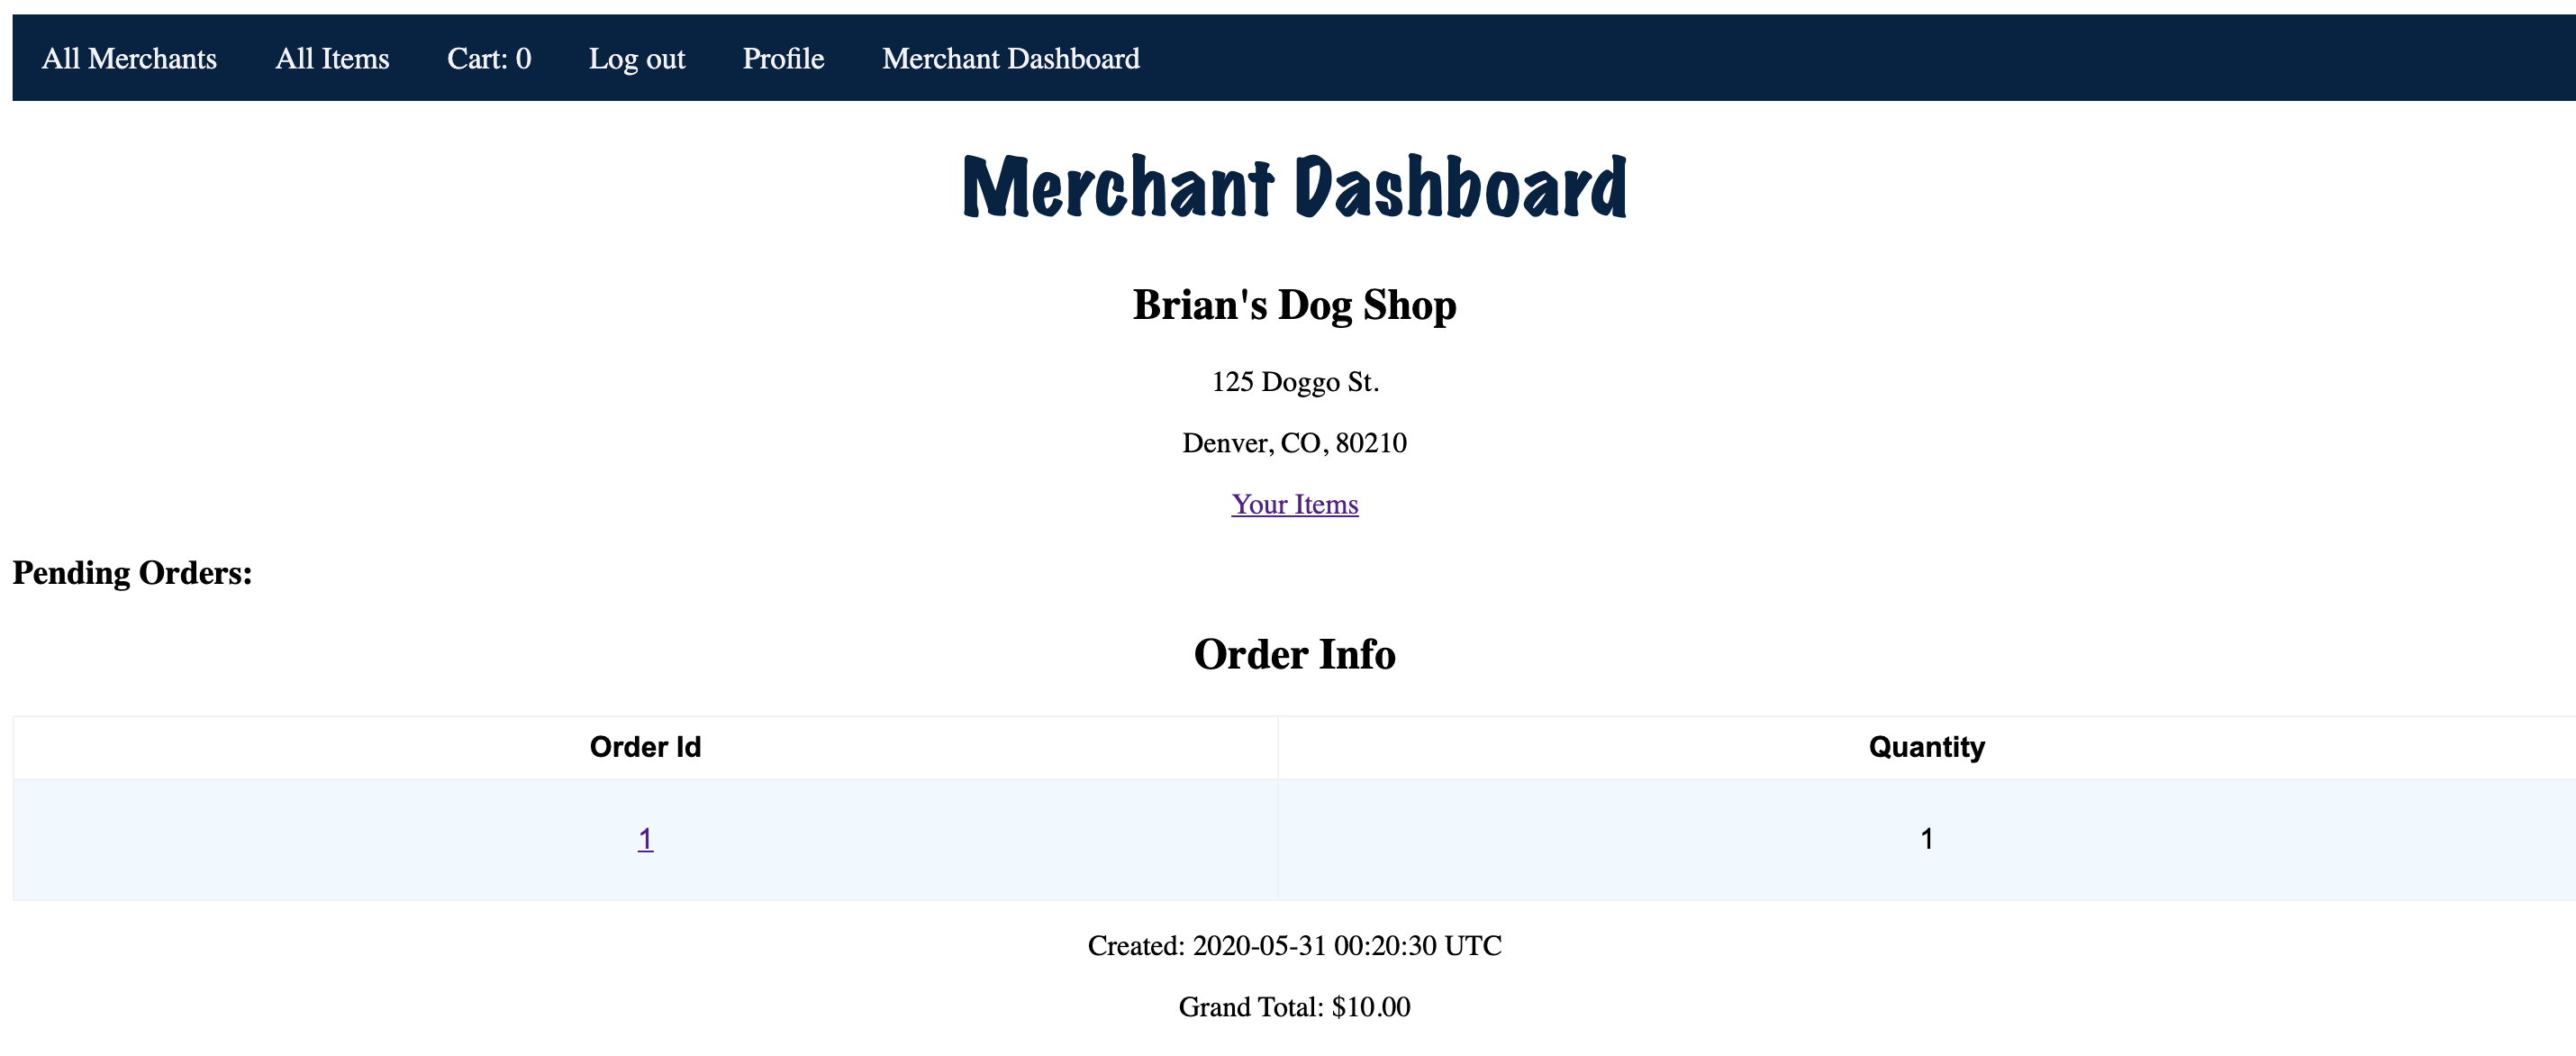 All Merchants All Items Cart: 0 Log out Profile Merchant Dashboard
Merchant Dashboard
Brian's Dog Shop
125 Doggo St.
Denver, CO, 80210
Your Items
Pending Orders:
Order Info
Order Id Quantity
1 1
Created: 2020-05-31 00:20:30 UTC
Grand Total: $10.00